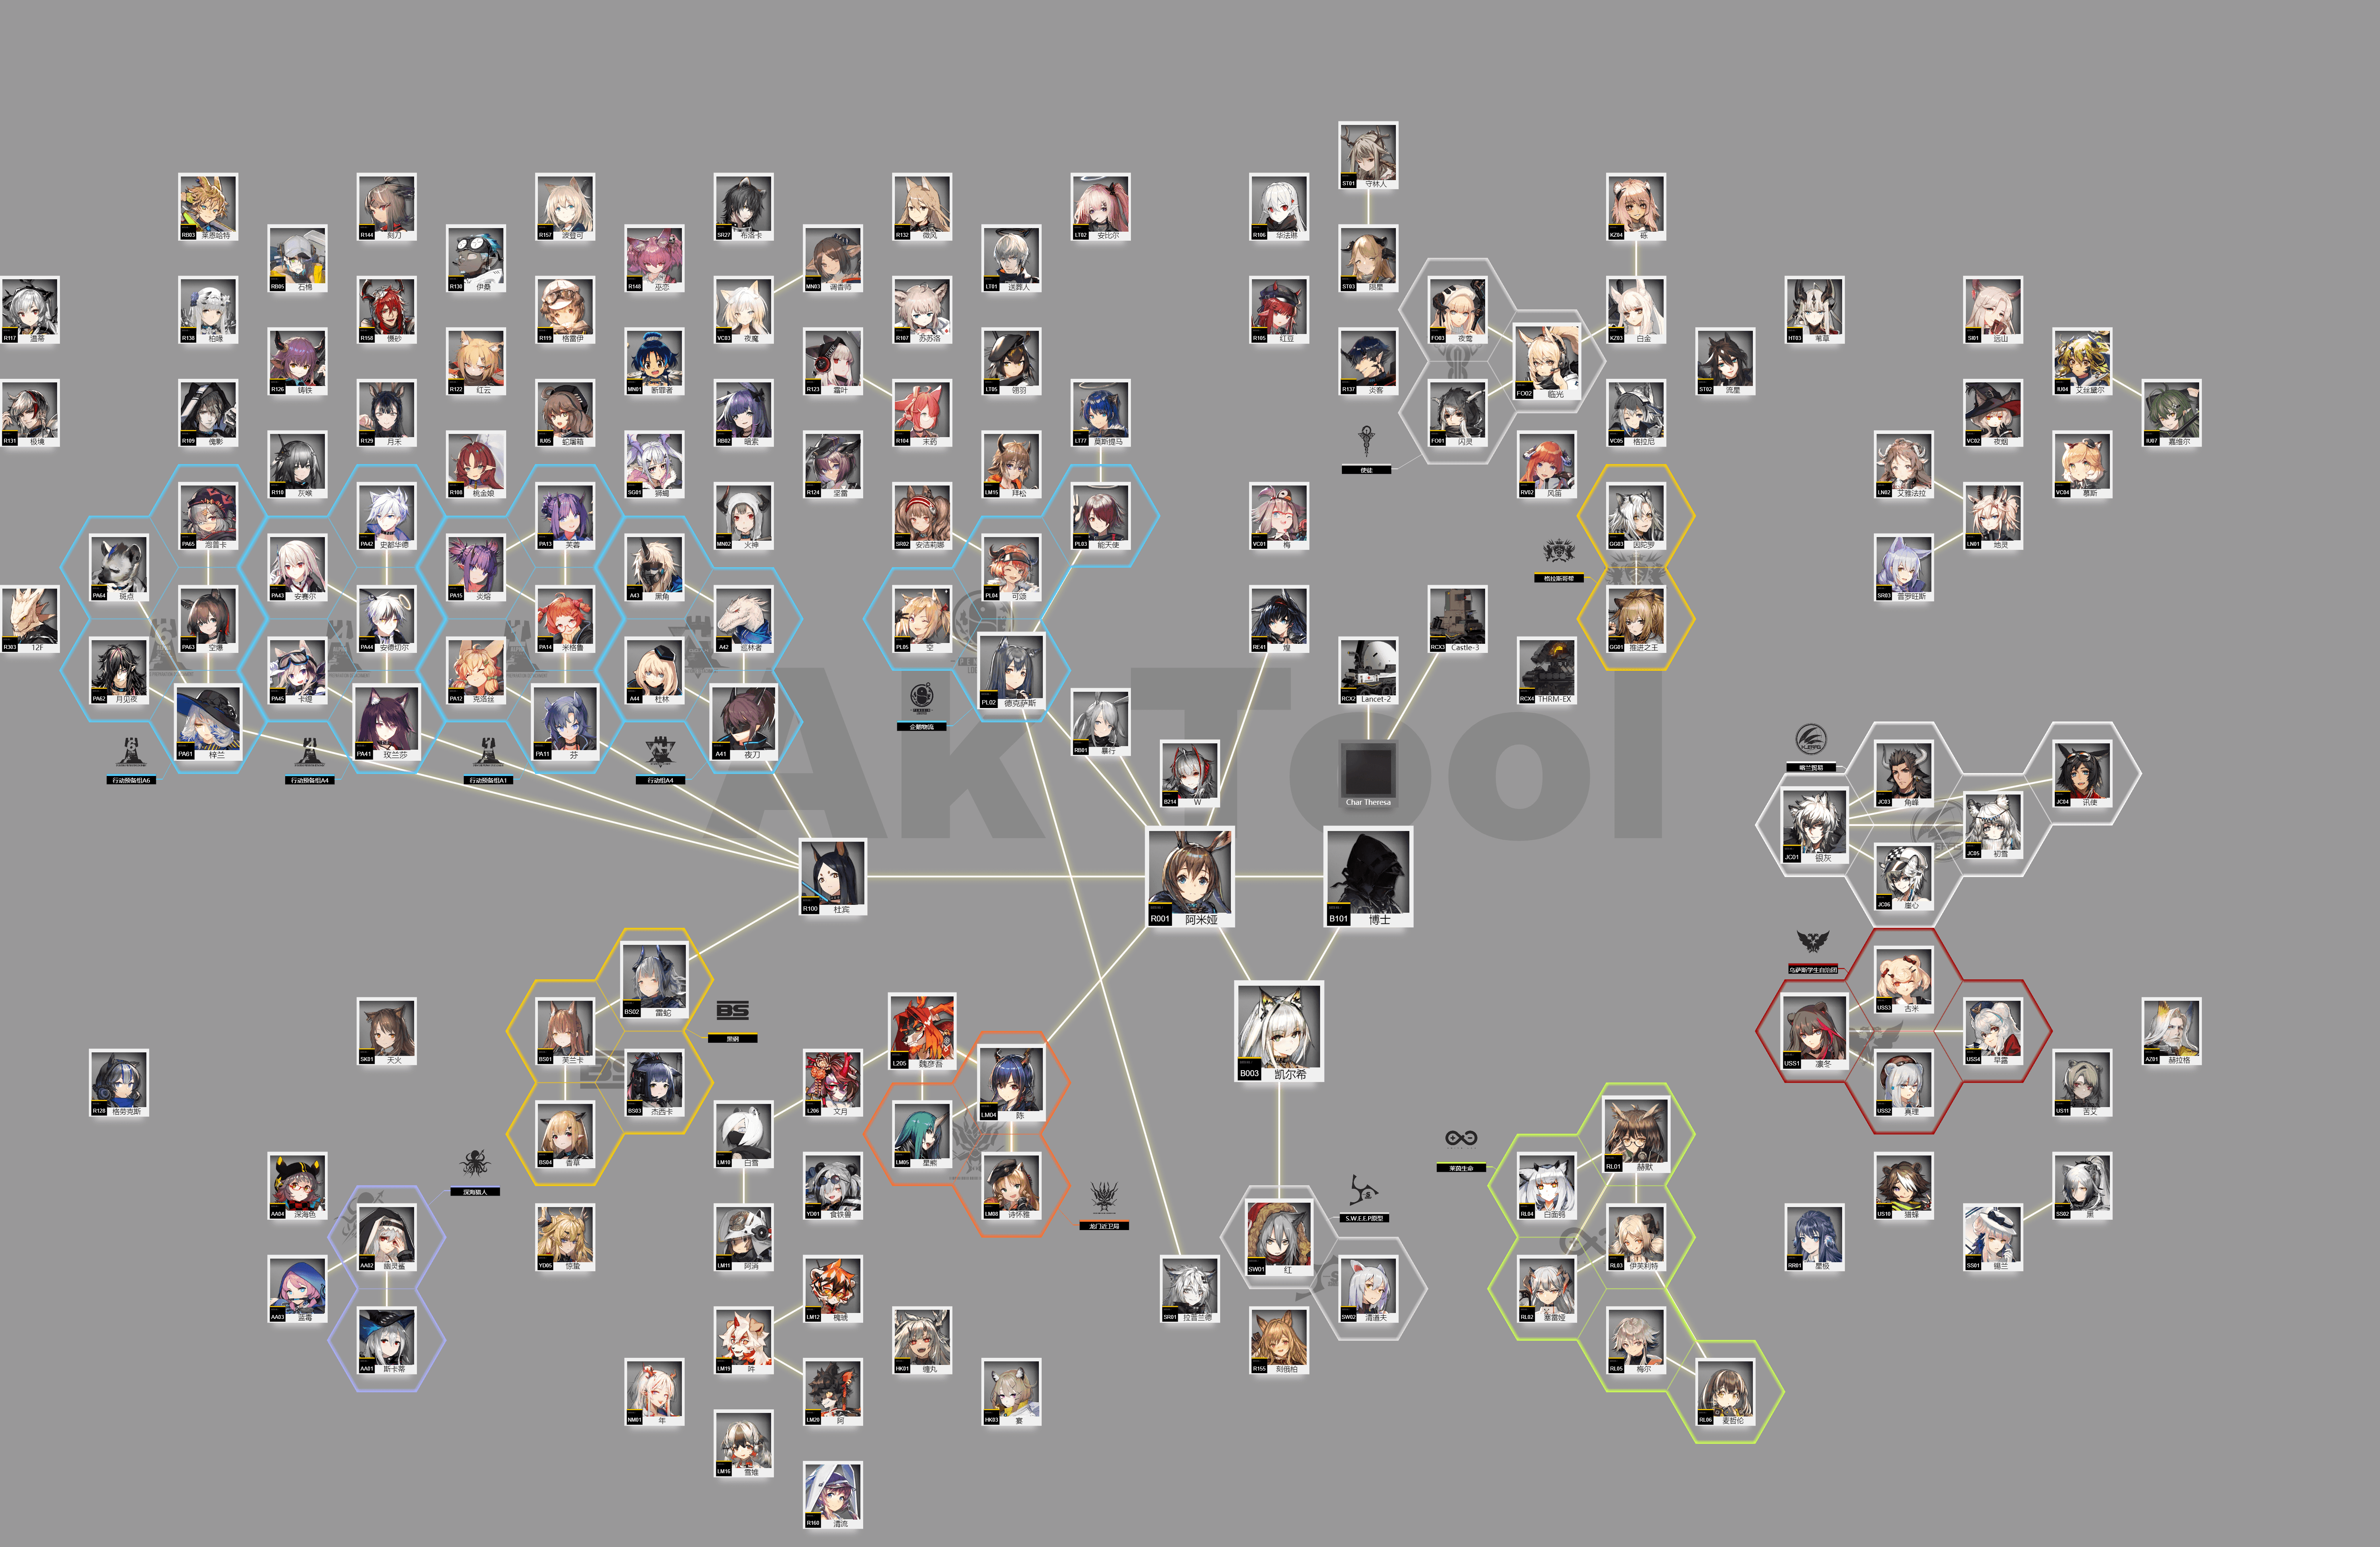 ST01 守林人
RB03 莱恩哈特
R144 刻刀
R157 波登可
SR27 布洛卡
R132 微风
LT02 安比尔
R106 华法琳
KZ04 砾
RB05 石棉
R130 伊桑
R148 巫恋
MN03 调香师
LT01 送葬人
ST03 陨星
R117 温蒂
R138 柏喙
R158 狻砂
R119 格雷伊
VC03 夜魔
R107 苏苏洛
R105 红豆
FO03 夜莺
KZ03 白金
HT03 苇草
SI01 远山
R126 铸铁
R122 红云
MN01 断罪者
R123 霜叶
LT05 翎羽
R137 炎客
FO02 临光
ST02 流星
IU04 艾丝黛尔
R131 极境
R109 傀影
R129 月禾
IU05 蛇屠箱
RB02 暗索
R104 末药
LT77 莫斯提马
FO01 闪灵
VC05 格拉尼
VC02 夜烟
IU07 嘉维尔
使徒
R110 灰喉
R108 桃金娘
SG01 狮蝎
R124 坚雷
LM15 拜松
RV02 风笛
LN02 艾雅法拉
VC04 慕斯
PA65 泡普卡
PA42 史都华德
PA13 芙蓉
MN02 火神
SR02 安洁莉娜
PL03 能天使
VC01 梅
GG03 因陀罗
LN01 地灵
格拉斯哥帮
PA64 斑点
PA43 安赛尔
PA15 炎熔
A43 黑角
PL04 可颂
SR03 普罗旺斯
R303 12F
PA63 空爆
PA44 安德切尔
PA14 米格鲁
A42 巡林者
PL05 空
RE41 煌
RCX3 Castle-3
GG01 推进之王
PA62 月见夜
PA45 卡缇
PA12 克洛丝
A44 杜林
PL02 德克萨斯
RCX2 Lancet-2
RCX4 THRM-EX
AkTool
企鹅物流
PA61 梓兰
PA41 玫兰莎
PA11 芬
A41 夜刀
RB01 暴行
行动预备组A6
行动预备组A4
行动预备组A1
行动组A4
B214 W
Char Theresa
喀兰贸易
JC03 角峰
JC04 讯使
JC01 银灰
JC05 初雪
R100 杜宾
R001 阿米娅
B101 博士
JC06 崖心
乌萨斯学生自治团
BS02 雷蛇
USS3 古米
BS
黑钢
SK01 天火
BS01 芙兰卡
L205 魏彦吾
B003 凯尔希
USS1 凛冬
USS4 早露
AZ01 赫拉格
R128 格劳克斯
BS03 杰西卡
L206 文月
LM04 陈
USS2 真理
US11 苦艾
BS04 香草
LM10 白雪
LM05 星熊
RL01 赫默
莱茵生命
AA04 深海色
深海猎人
YD01 食铁兽
LM08 诗怀雅
龙门近卫局
S.W.E.E.P.原型
RL04 白面鸮
US10 猎蜂
SS02 黑
AA02 幽灵鲨
YD05 惊蛰
LM11 阿消
SW01 红
RL03 伊芙利特
RR01 星极
SS01 锡兰
AA03 蓝毒
LM12 槐琥
SR01 拉普兰德
SW02 清道夫
RL02 塞雷娅
AA01 斯卡蒂
LM19 吽
HK01 缠丸
R155 刻俄柏
RL05 梅尔
NM01 年
LM20 阿
HK03 宴
RL06 麦哲伦
LM16 雪雉
R160 清流